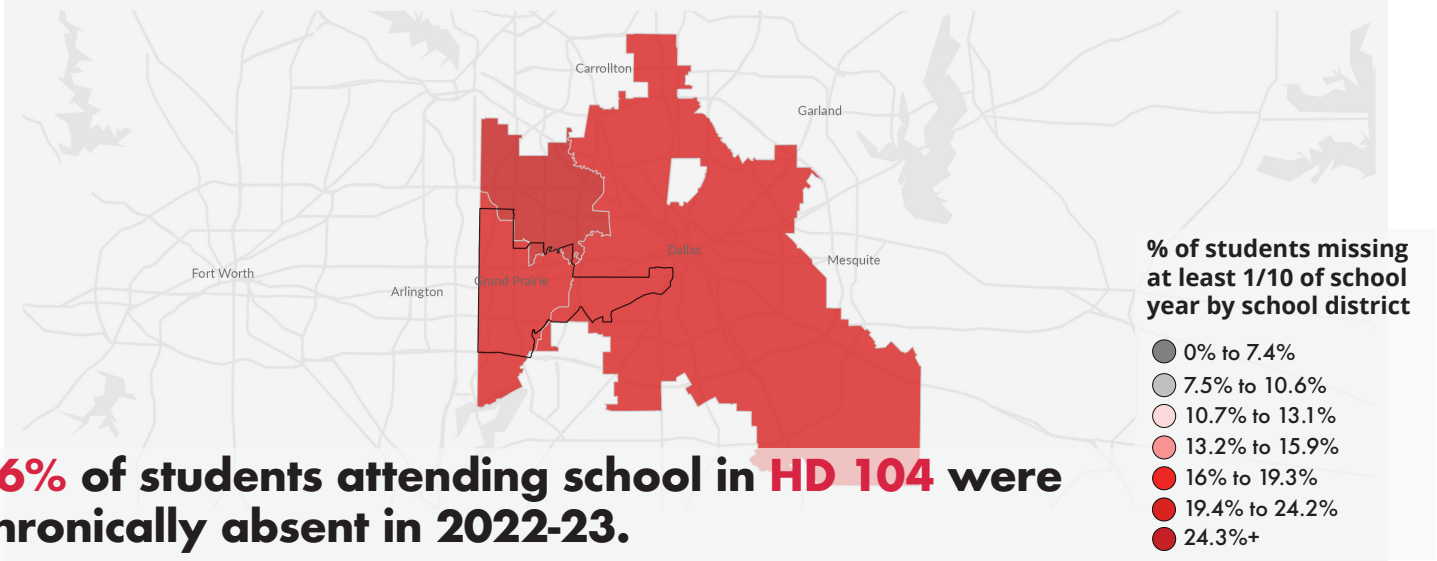 Carrollton
Garland
Dallas
Mesquite
Fort Worth
Grand Prairie
Arlington
% of students missing
at least 1/10 of school
year by school district
0% to 7.4%
7.5% to 10.6%
10.7% to 13.1%
13.2% to 15.9%
16% to 19.3%
19.4% to 24.2%
24.3%+
6% of students attending school in HD 104 were
hronically absent in 2022-23.